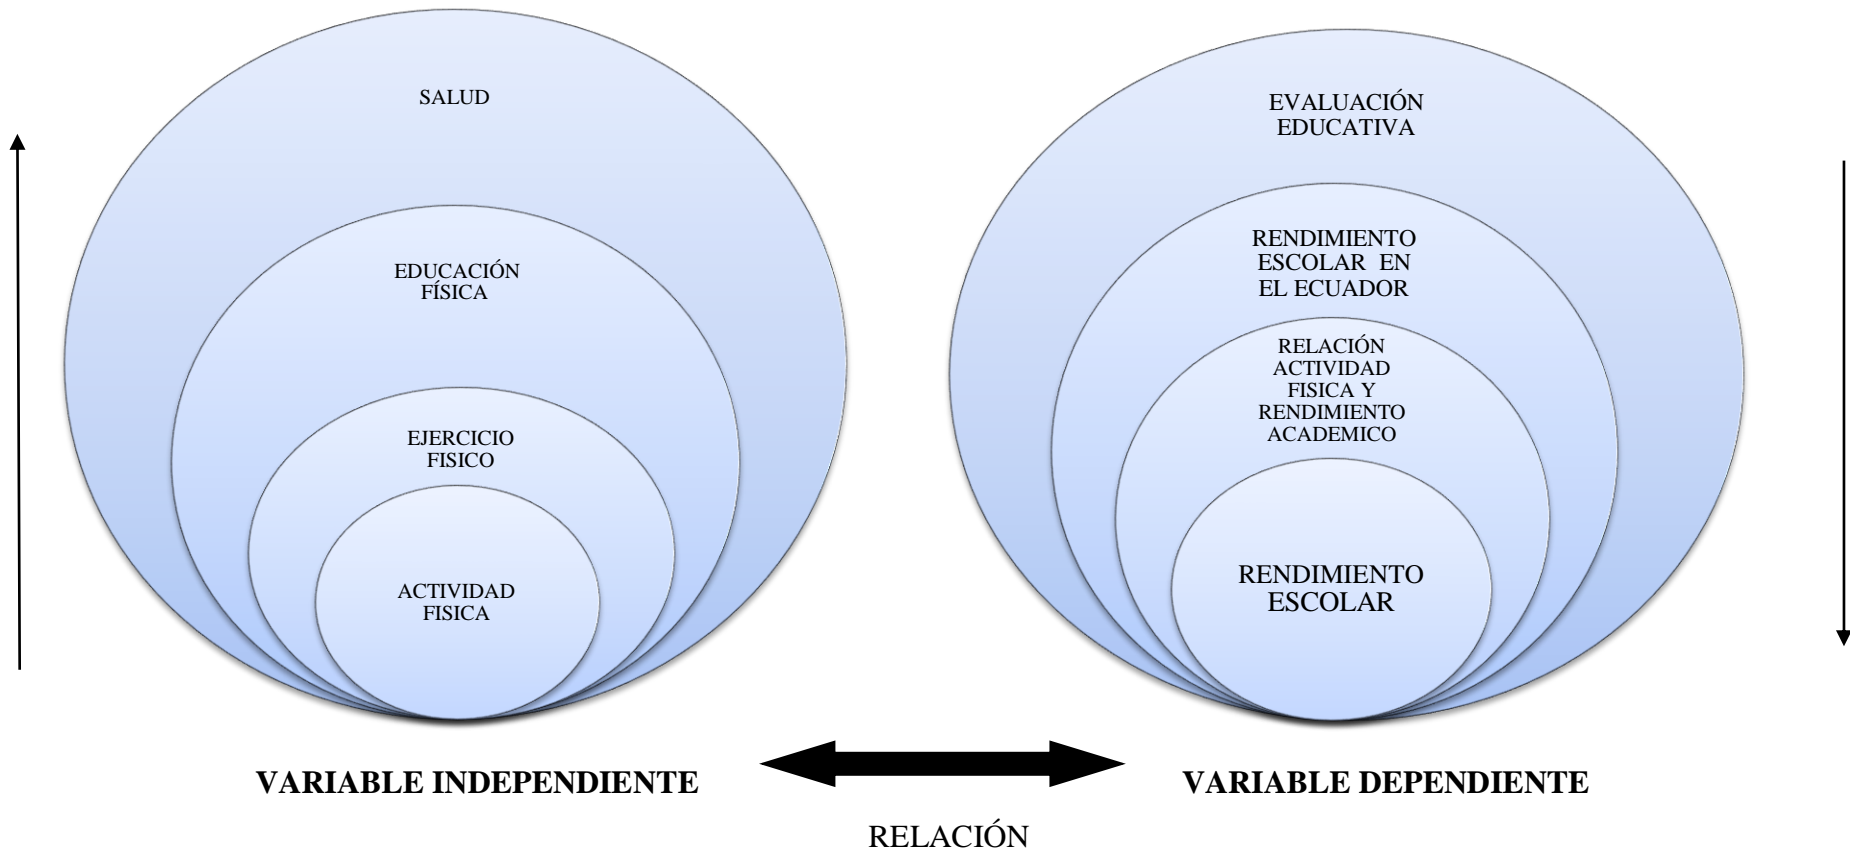 SALUD
EDUCACIÓN
FÍSICA
EJERCICIO
FISICO
ACTIVIDAD
FISICA
EVALUACIÓN
EDUCATIVA
RENDIMIENTO
ESCOLAR EN
EL ECUADOR
RELACIÓN
ACTIVIDAD
FISICA Y
RENDIMIENTO
ACADEMICO
RENDIMIENTO
ESCOLAR
VARIABLE INDEPENDIENTE
VARIABLE DEPENDIENTE
RELACIÓN